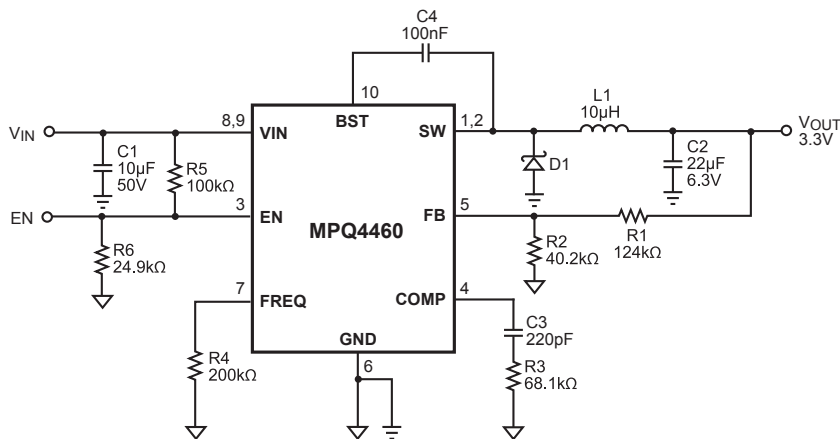 C4
100nF
10
L1
10µH
VOUT
3.3V
VIN
8,9
VIN
BST
SW
1,2
C1
10µF
50V
R5
100kΩ
D1
C2
22µF
6.3V
EN
3
EN
MPQ4460
FB
5
R6
24.9kΩ
R2
40.2kΩ
R1
124kΩ
7
FREQ
COMP
4
GND
6
C3
220pF
R4
200kΩ
R3
68.1kΩ